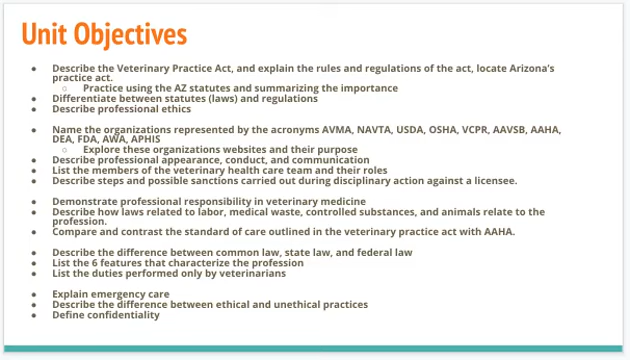 Unit Objectives
● Describe the Veterinary Practice Act, and explain the rules and regulations of the act, locate Arizona's
practice act.
○ Practice using the AZ statutes and summarizing the importance
● Differentiate between statutes (laws) and regulations
● Describe professional ethics
● Name the organizations represented by the acronyms AVMA, NAVTA, USDA, OSHA, VCPR, AAVSB, AAHA,
DEA, FDA, AWA, APHIS
○ Explore these organizations websites and their purpose
● Describe professional appearance, conduct, and communication
● List the members of the veterinary health care team and their roles
● Describe steps and possible sanctions carried out during disciplinary action against a licensee.
● Demonstrate professional responsibility in veterinary medicine
● Describe how laws related to labor, medical waste, controlled substances, and animals relate to the
profession.
● Compare and contrast the standard of care outlined in the veterinary practice act with AAHA.
● Describe the difference between common law, state law, and federal law
● List the 6 features that characterize the profession
● List the duties performed only by veterinarians
● Explain emergency care
● Describe the difference between ethical and unethical practices
● Define confidentiality